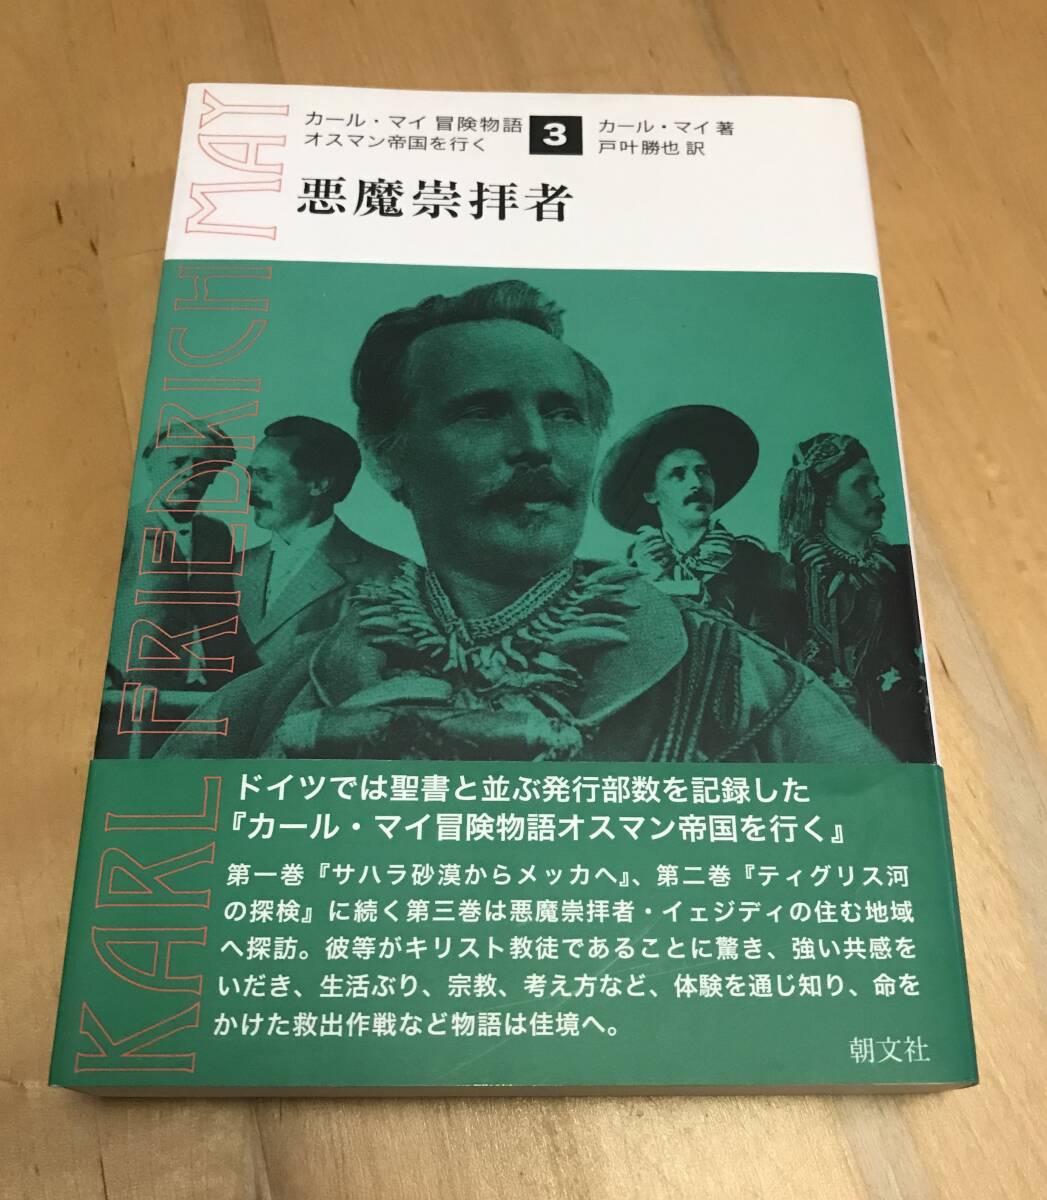 カール・マイ 冒険物語
オスマン帝国を行く
3
カール・マイ 著
戸叶勝也 訳
悪魔崇拝者
KARL FRIEDRICH MAY
ドイツでは聖書と並ぶ発行部数を記録した
『カール・マイ冒険物語オスマン帝国を行く』
第一巻『サハラ砂漠からメッカへ』、第二巻『ティグリス河
の探検』に続く第三巻は悪魔崇拝者・イェジディの住む地域
へ探訪。彼等がキリスト教徒であることに驚き、強い共感を
いだき、生活ぶり、宗教、考え方など、体験を通じ知り、命を
かけた救出作戦など物語は佳境へ。
朝文社